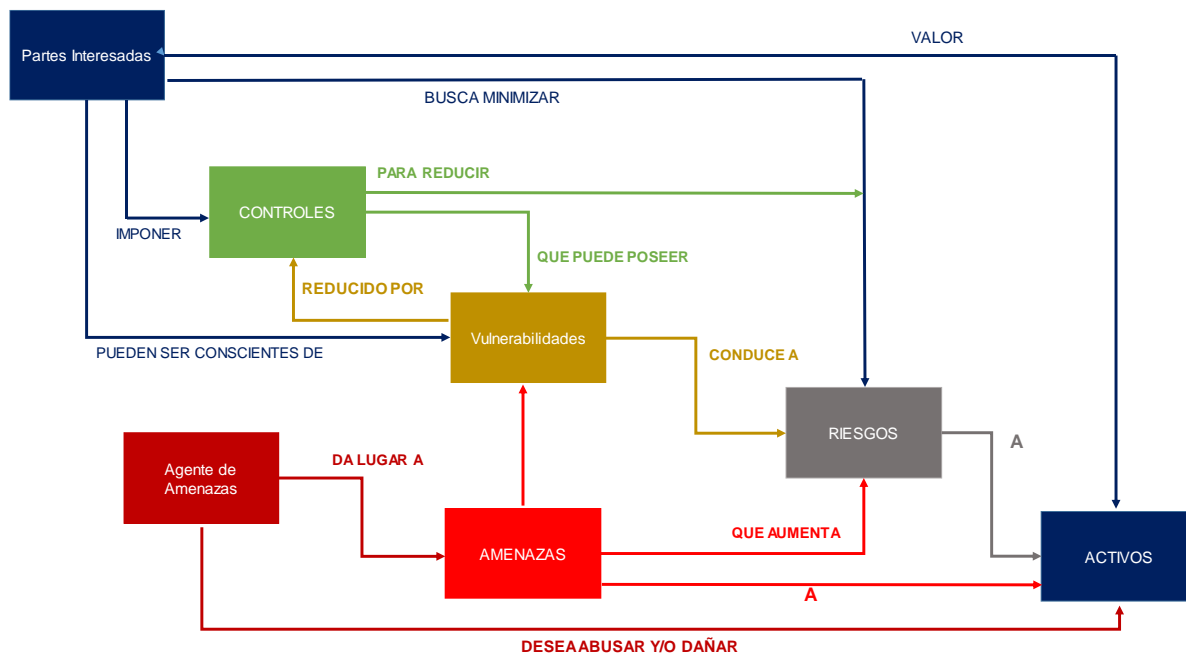 VALOR
Partes Interesadas
BUSCA MINIMIZAR
PARA REDUCIR
CONTROLES
IMPONER
QUE PUEDE POSEER
REDUCIDO POR
Vulnerabilidades
PUEDEN SER CONSCIENTES DE
CONDUCE A
RIESGOS
A
DA LUGAR A
Agente de
Amenazas
QUE AUMENTA
AMENAZAS
ACTIVOS
A
DESEA ABUSAR Y/O DAÑAR